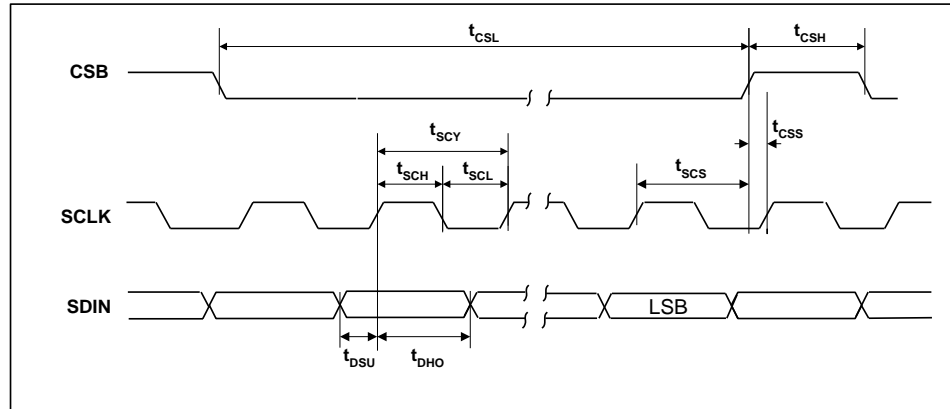 tCSL
tCSH
CSB
tSCY
tCSS
tSCH
tSCL
tSCS
SCLK
SDIN
LSB
tDSU
tDHO